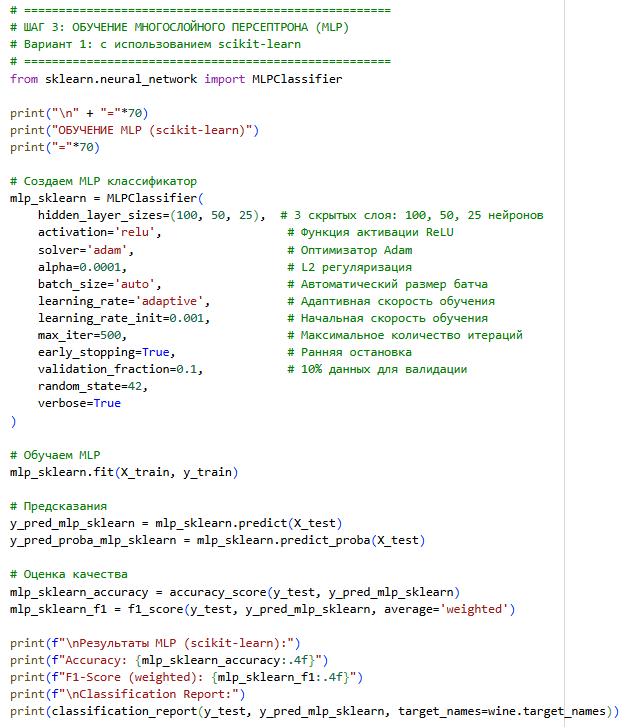 # =====================================================
# ШАГ 3: ОБУЧЕНИЕ МНОГОСЛОЙНОГО ПЕРСЕПТРОНА (MLP)
# Вариант 1: с использованием scikit-learn
# =====================================================
from sklearn.neural_network import MLPClassifier

print("\n" + "="*70)
print("ОБУЧЕНИЕ MLP (scikit-learn)")
print("="*70)

# Создаем MLP классификатор
mlp_sklearn = MLPClassifier(
    hidden_layer_sizes=(100, 50, 25),  # 3 скрытых слоя: 100, 50, 25 нейронов
    activation='relu',                  # Функция активации ReLU
    solver='adam',                      # Оптимизатор Adam
    alpha=0.0001,                       # L2 регуляризация
    batch_size='auto',                  # Автоматический размер батча
    learning_rate='adaptive',           # Адаптивная скорость обучения
    learning_rate_init=0.001,           # Начальная скорость обучения
    max_iter=500,                       # Максимальное количество итераций
    early_stopping=True,                # Ранняя остановка
    validation_fraction=0.1,            # 10% данных для валидации
    random_state=42,
    verbose=True
)

# Обучаем MLP
mlp_sklearn.fit(X_train, y_train)

# Предсказания
y_pred_mlp_sklearn = mlp_sklearn.predict(X_test)
y_pred_proba_mlp_sklearn = mlp_sklearn.predict_proba(X_test)

# Оценка качества
mlp_sklearn_accuracy = accuracy_score(y_test, y_pred_mlp_sklearn)
mlp_sklearn_f1 = f1_score(y_test, y_pred_mlp_sklearn, average='weighted')

print(f"\nРезультаты MLP (scikit-learn):")
print(f"Accuracy: {mlp_sklearn_accuracy:.4f}")
print(f"F1-Score (weighted): {mlp_sklearn_f1:.4f}")
print(f"\nClassification Report:")
print(classification_report(y_test, y_pred_mlp_sklearn, target_names=wine.target_names))